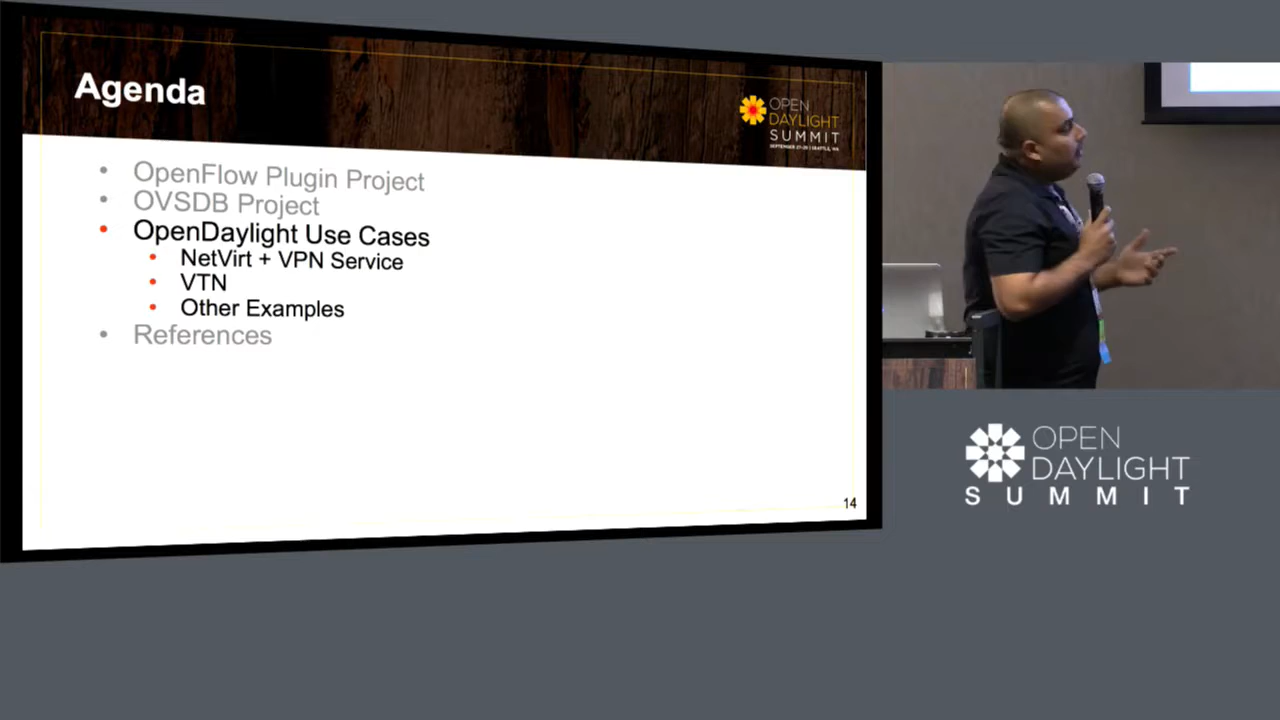 Agenda
OPEN
DAYLIGHT
SUMMIT
SEPTEMBER 27-29 | SEATTLE, WA
• OpenFlow Plugin Project
• OVSDB Project
• OpenDaylight Use Cases
• NetVirt + VPN Service
• VTN
• Other Examples
• References
14
OPEN
DAYLIGHT
SUMMIT